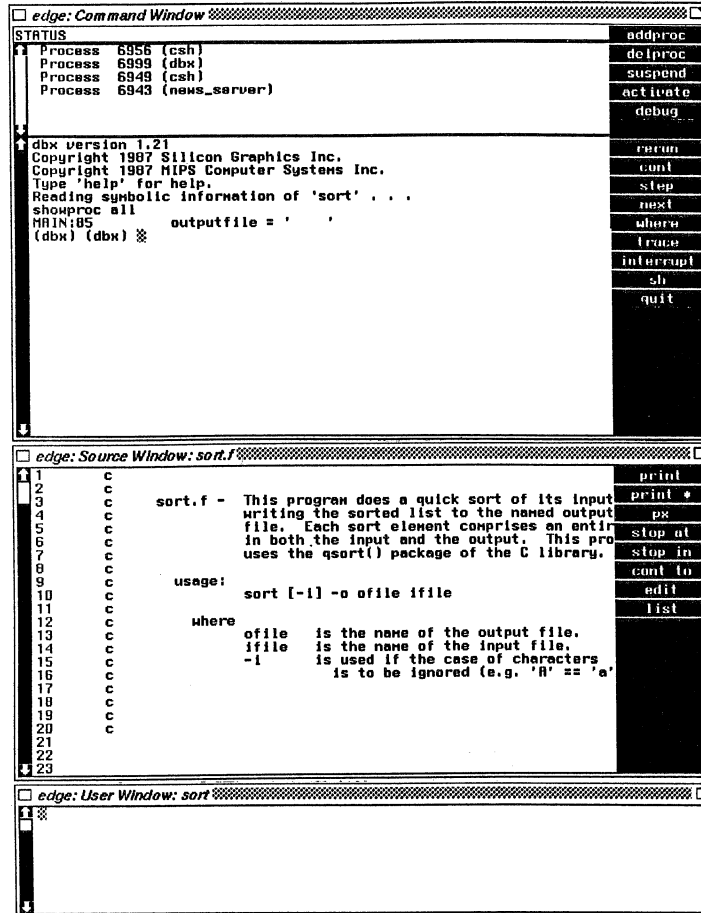 edge: Command Window
STATUS
Process 6956 (csh)
Process 6999 (dbx)
Process 6949 (csh)
Process 6943 (news_server)
addproc
delproc
suspend
activate
debug
dbx version 1.21
Copyright 1987 Silicon Graphics Inc.
Copyright 1987 MIPS Computer Systems Inc.
Type 'help' for help.
Reading symbolic information of 'sort' . . .
showproc all
MAIN:85 outputfile = ' '
(dbx) (dbx)
rerun
cont
step
next
where
trace
interrupt
sh
quit
edge: Source Window: sort.f
1 c
2 c
3 c sort.f - This program does a quick sort of its input
4 c writing the sorted list to the named output
5 c file. Each sort element comprises an entir
6 c in both the input and the output. This pro
7 c uses the qsort() package of the C library.
8 c
9 c usage:
10 c sort [-i] -o ofile ifile
11 c
12 c where
13 c ofile is the name of the output file.
14 c ifile is the name of the input file.
15 c -i is used if the case of characters
16 c is to be ignored (e.g. 'A' == 'a'
17 c
18 c
19 c
20 c
21
22
23
print
print *
px
stop at
stop in
cont to
edit
list
edge: User Window: sort